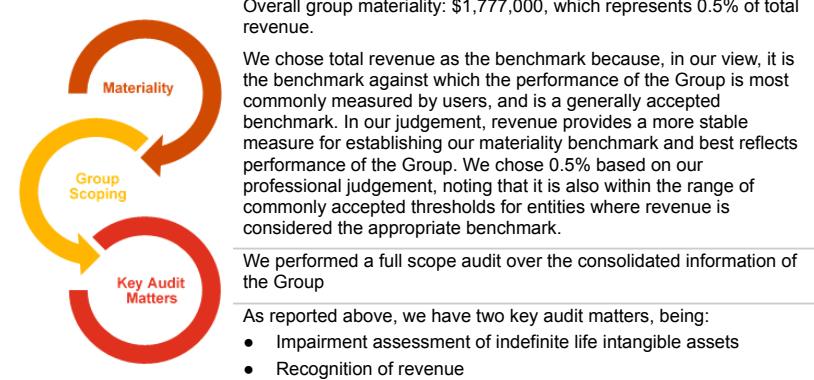 Overall group materiality: $1,777,000, which represents 0.5% of total
revenue.
We chose total revenue as the benchmark because, in our view, it is
the benchmark against which the performance of the Group is most
commonly measured by users, and is a generally accepted
benchmark. In our judgement, revenue provides a more stable
measure for establishing our materiality benchmark and best reflects
performance of the Group. We chose 0.5% based on our
professional judgement, noting that it is also within the range of
commonly accepted thresholds for entities where revenue is
considered the appropriate benchmark.
Materiality
Group
Scoping
We performed a full scope audit over the consolidated information of
the Group
Key Audit
Matters
As reported above, we have two key audit matters, being:
● Impairment assessment of indefinite life intangible assets
● Recognition of revenue